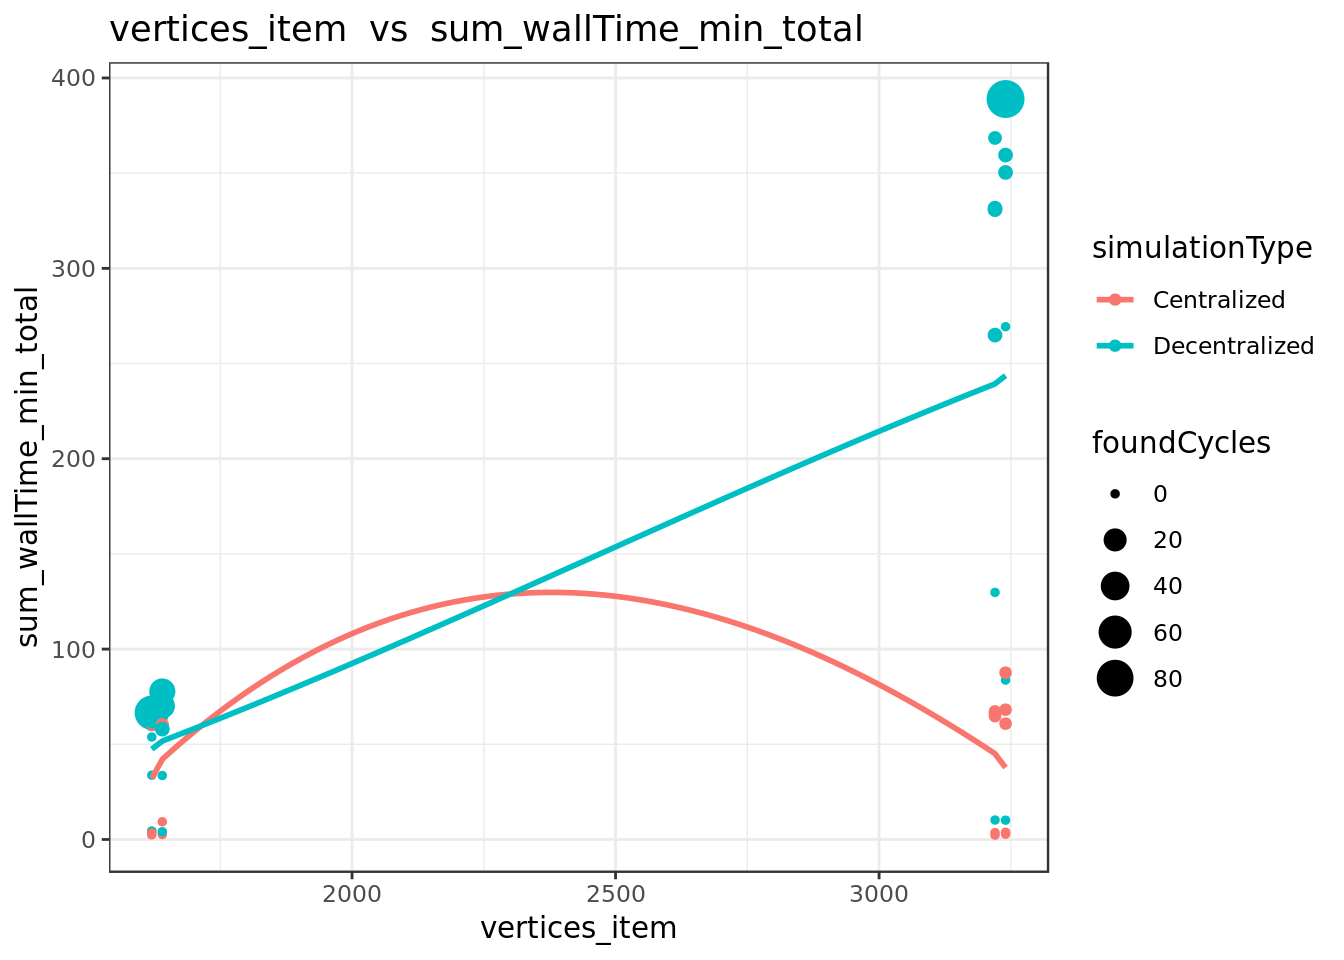 vertices_item  vs  sum_wallTime_min_total
400
300
200
100
0
sum_wallTime_min_total
2000
2500
3000
vertices_item
simulationType
Centralized
Decentralized
foundCycles
0
20
40
60
80